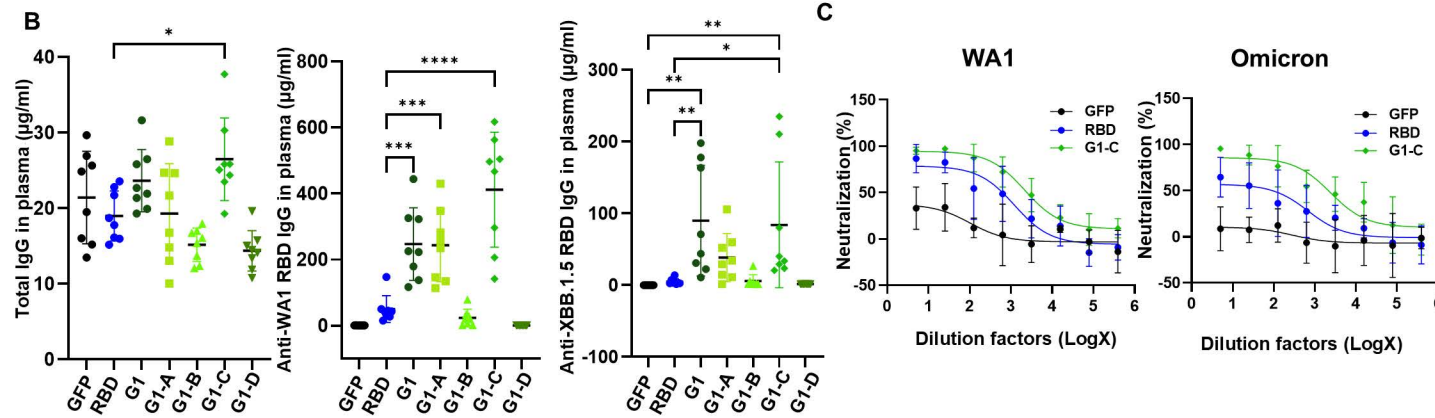 B
Total IgG in plasma (µg/ml)
40
30
20
10
0
*
GFP
RBD
G1
G1-A
G1-B
G1-C
G1-D
Anti-WA1 RBD IgG in plasma (µg/ml)
800
600
400
200
0
****
***
***
GFP
RBD
G1
G1-A
G1-B
G1-C
G1-D
Anti-XBB.1.5 RBD IgG in plasma (µg/ml)
300
200
100
0
-100
**
*
**
**
GFP
RBD
G1
G1-A
G1-B
G1-C
G1-D
C
WA1
Neutralization (%)
150
100
50
0
-50
GFP
RBD
G1-C
0 1 2 3 4 5 6
Dilution factors (LogX)
Omicron
Neutralization (%)
150
100
50
0
-50
GFP
RBD
G1-C
0 1 2 3 4 5 6
Dilution factors (LogX)